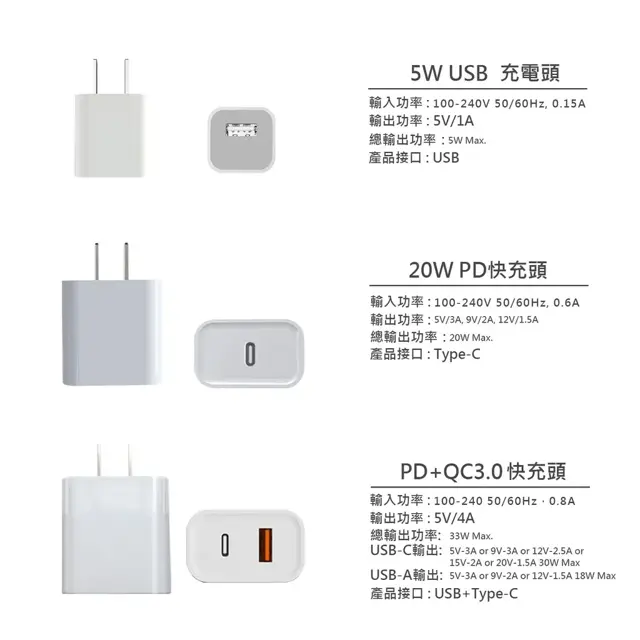 5W USB 充電頭
輸入功率 : 100-240V 50/60Hz, 0.15A
輸出功率 : 5V/1A
總輸出功率 : 5W Max.
產品接口 : USB
20W PD快充頭
輸入功率 : 100-240V 50/60Hz, 0.6A
輸出功率 : 5V/3A, 9V/2A, 12V/1.5A
總輸出功率 : 20W Max.
產品接口 : Type-C
PD+QC3.0快充頭
輸入功率 : 100-240 50/60Hz · 0.8A
輸出功率 : 5V/4A
總輸出功率: 33W Max.
USB-C輸出: 5V-3A or 9V-3A or 12V-2.5A or
15V-2A or 20V-1.5A 30W Max
USB-A輸出: 5V-3A or 9V-2A or 12V-1.5A 18W Max
產品接口 : USB+Type-C